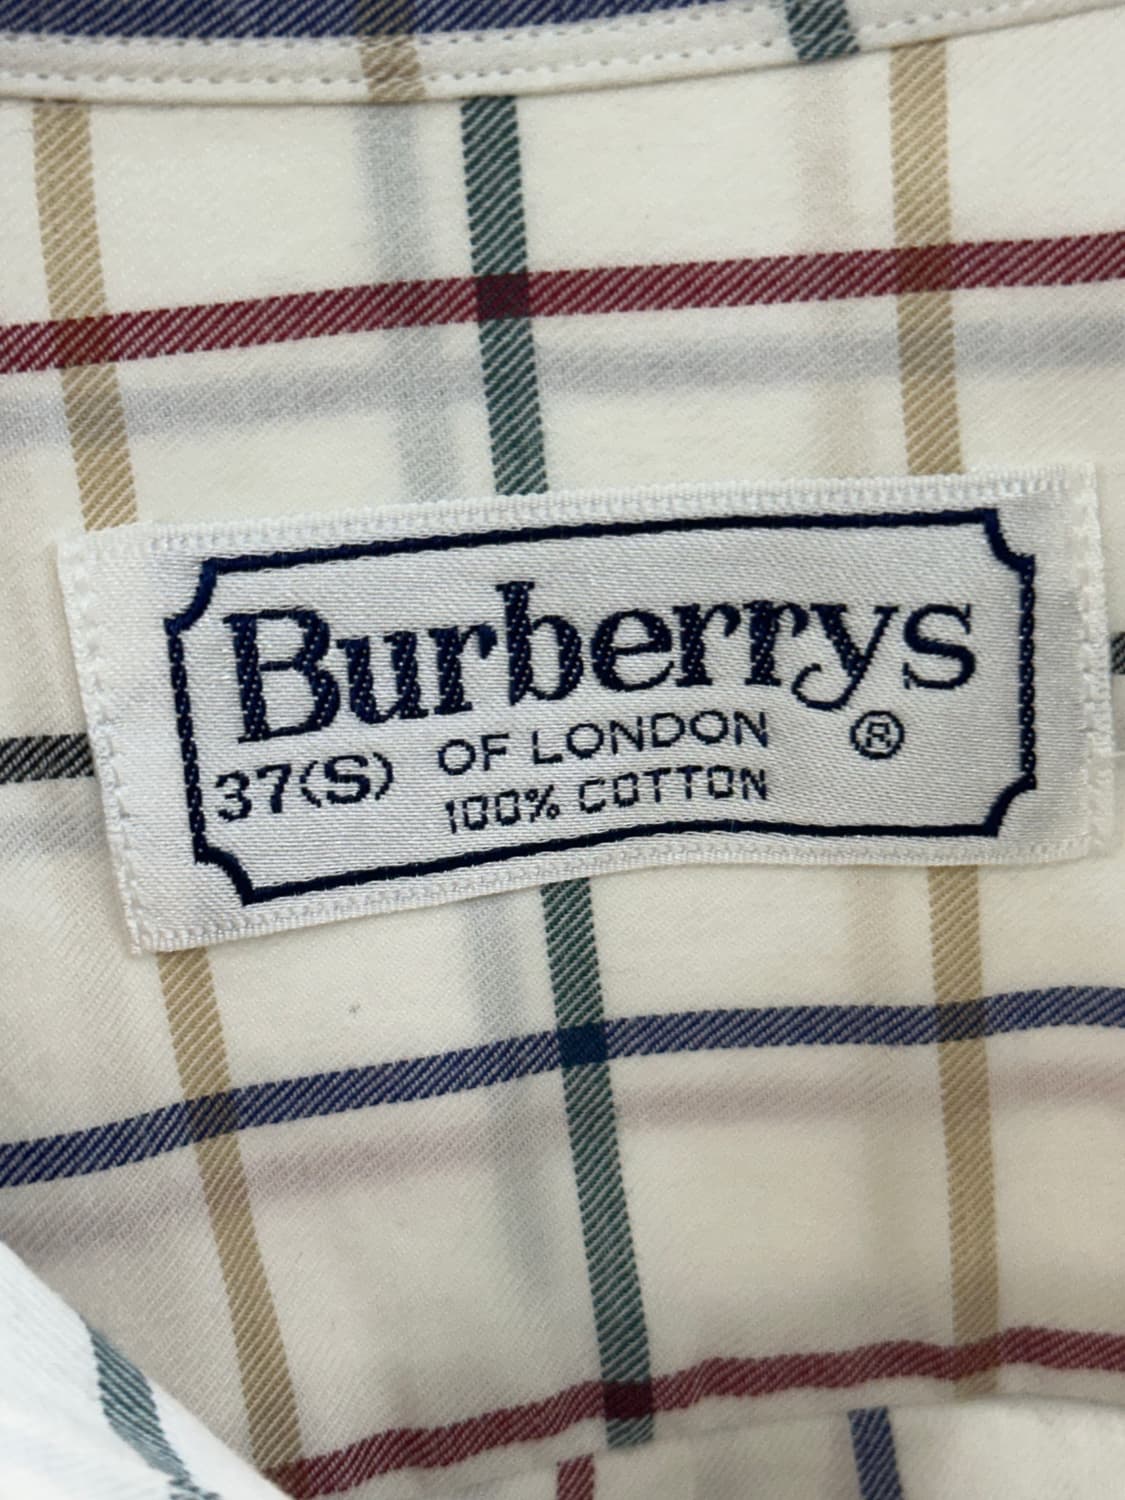 Burberrys
OF LONDON ®
37(S)
100% COTTON